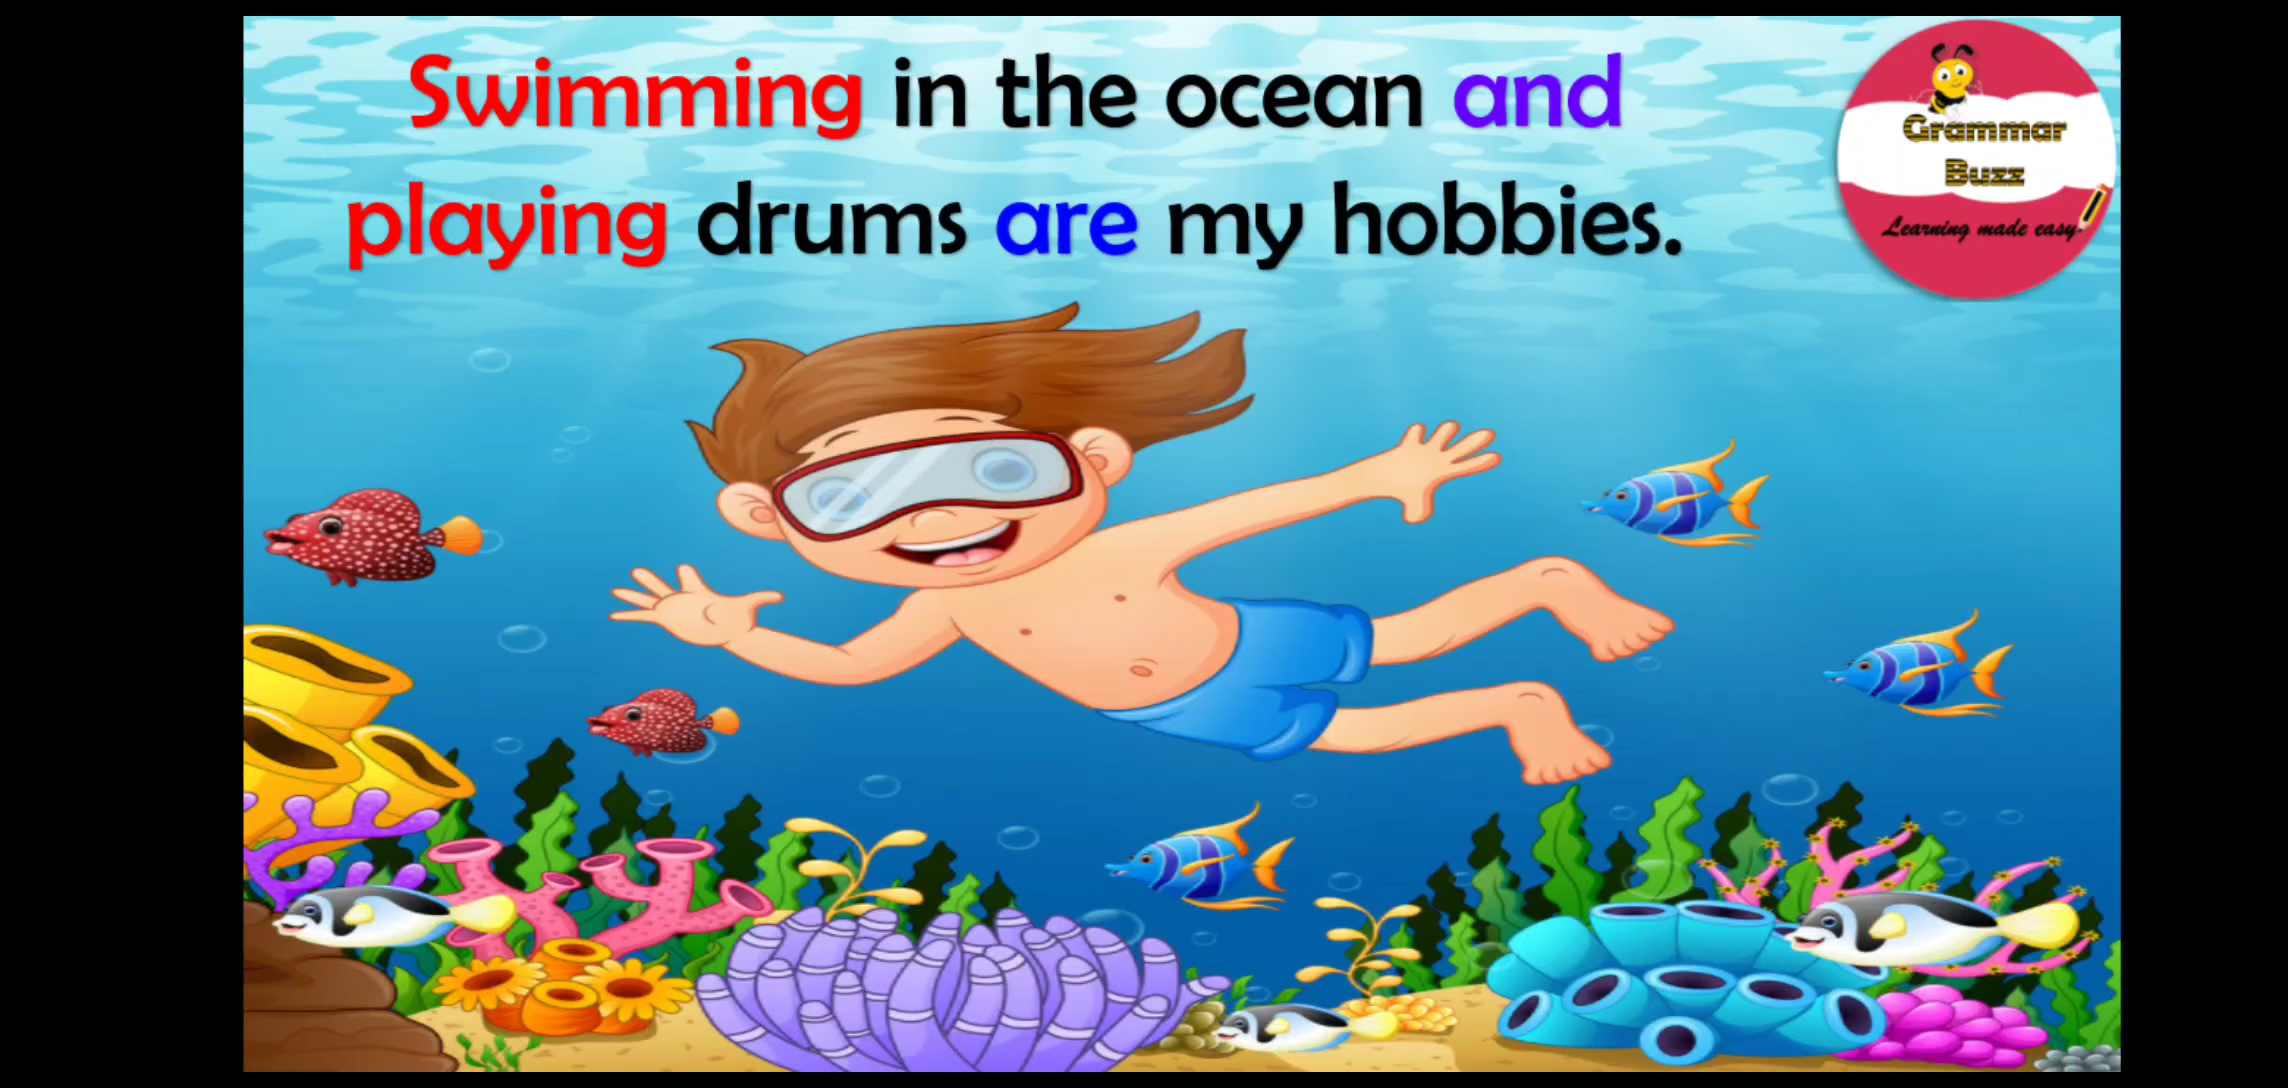 Swimming in the ocean and
playing drums are my hobbies.
Grammar
Buzz
Learning made easy.